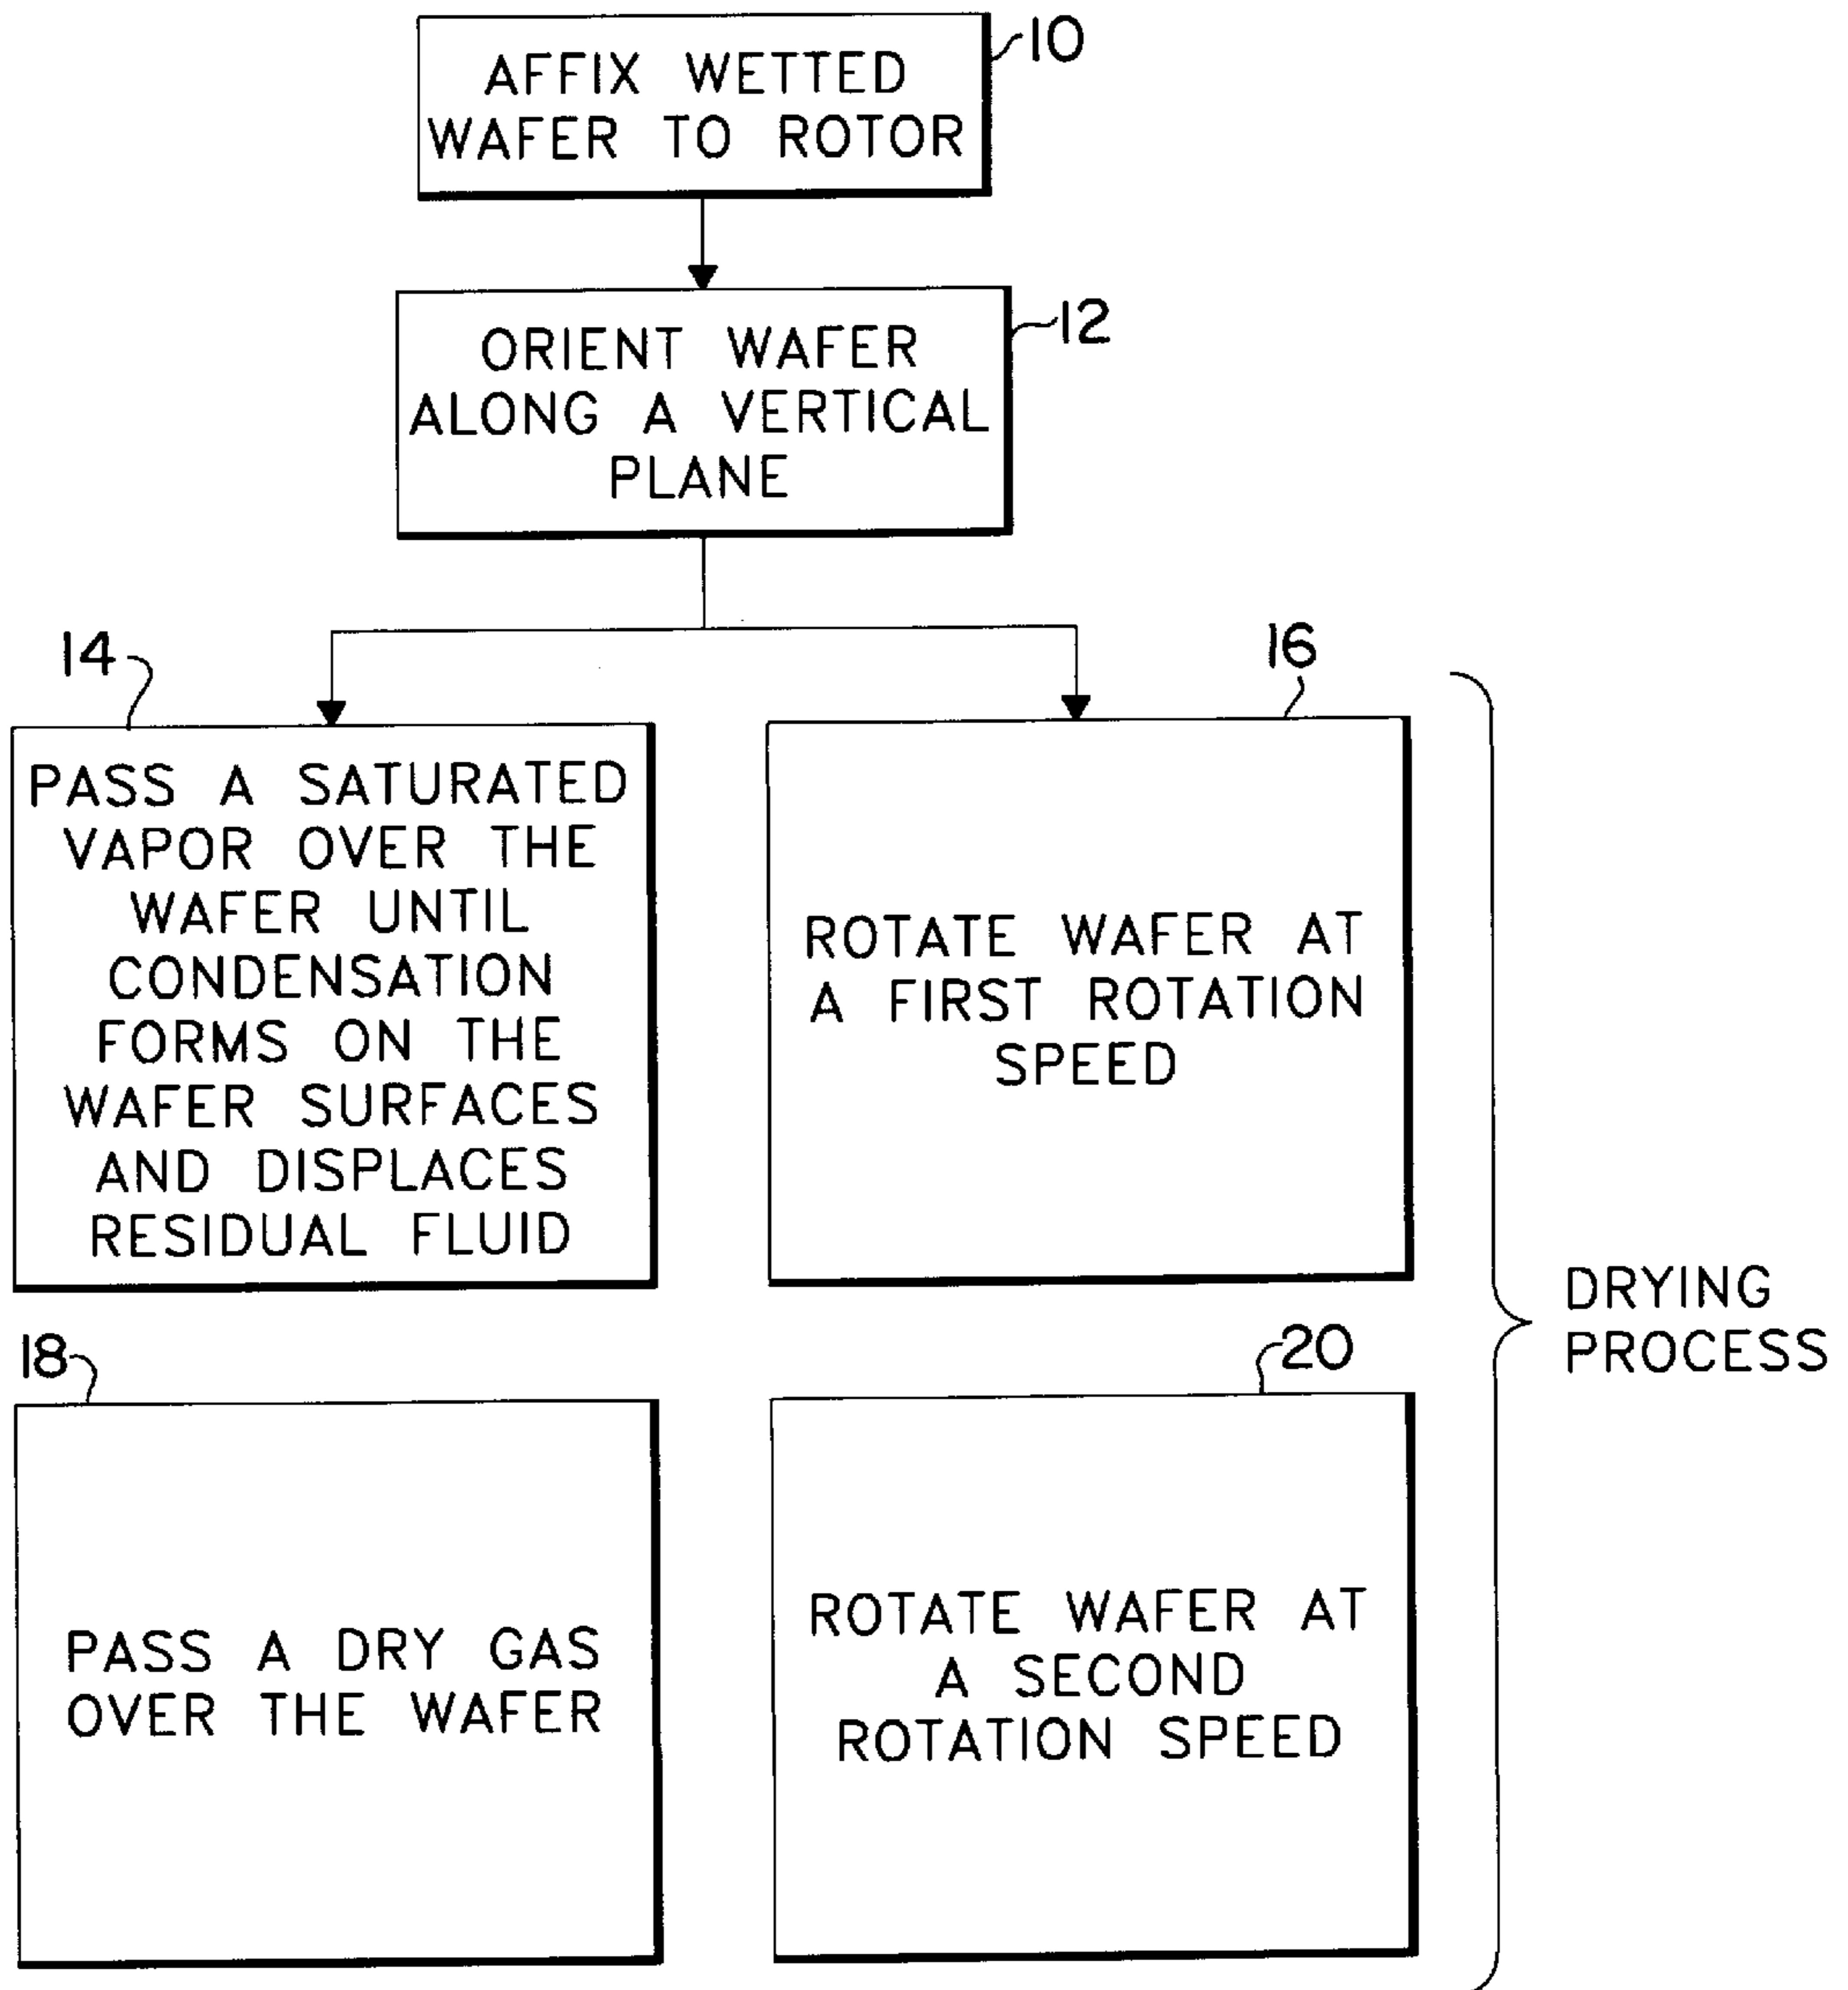 10
AFFIX WETTED
WAFER TO ROTOR
12
ORIENT WAFER
ALONG A VERTICAL
PLANE
14
PASS A SATURATED
VAPOR OVER THE
WAFER UNTIL
CONDENSATION
FORMS ON THE
WAFER SURFACES
AND DISPLACES
RESIDUAL FLUID
16
ROTATE WAFER AT
A FIRST ROTATION
SPEED
18
PASS A DRY GAS
OVER THE WAFER
20
ROTATE WAFER AT
A SECOND
ROTATION SPEED
DRYING
PROCESS